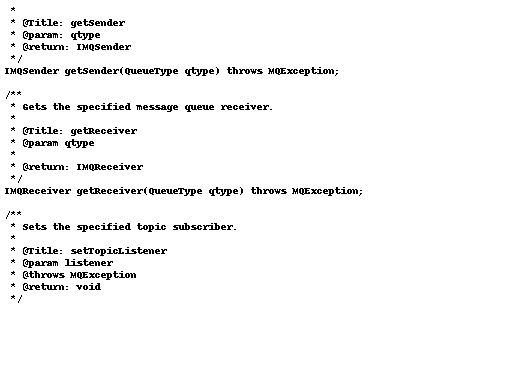 *
 * @Title: getSender
 * @param: qtype
 * @return: IMQSender
 */
IMQSender getSender(QueueType qtype) throws MQException;

/**
 * Gets the specified message queue receiver.
 *
 * @Title: getReceiver
 * @param qtype
 *
 * @return: IMQReceiver
 */
IMQReceiver getReceiver(QueueType qtype) throws MQException;

/**
 * Sets the specified topic subscriber.
 *
 * @Title: setTopicListener
 * @param listener
 * @throws MQException
 * @return: void
 */